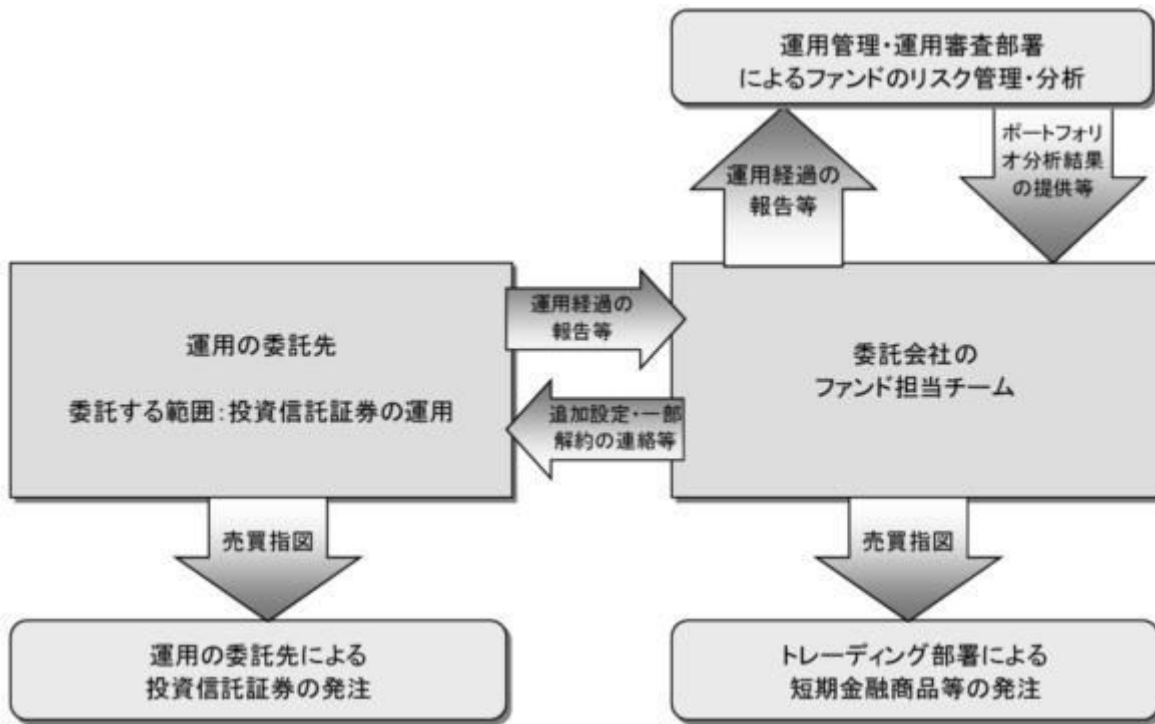 運用管理・運用審査部署
によるファンドのリスク管理・分析
運用経過の
報告等
ポートフォリ
オ分析結果
の提供等
運用の委託先
委託する範囲:投資信託証券の運用
運用経過の
報告等
追加設定・一部
解約の連絡等
委託会社の
ファンド担当チーム
売買指図
売買指図
運用の委託先による
投資信託証券の発注
トレーディング部署による
短期金融商品等の発注